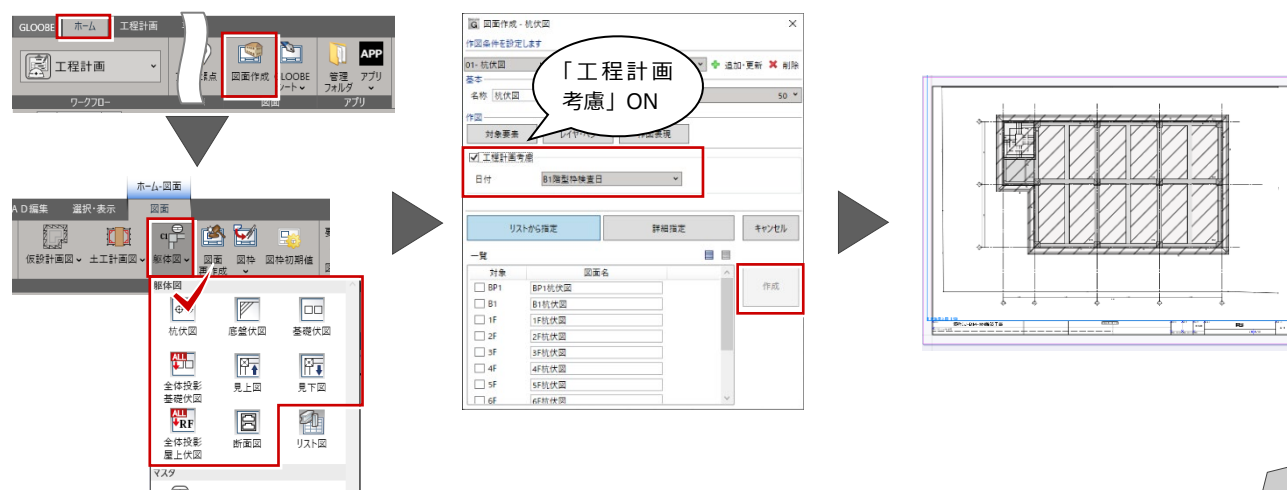 GLOOBE ホーム 工程計画
工程計画
図面作成
GLOOBE
管理
フォルダ
アプリ
APP
ワークフロー
図面
アプリ
ホーム-図面
選択・表示 図面
仮設計画図 土工計画図 躯体図 図面
再作成 図枠 図枠初期値
躯体図
杭伏図 底盤伏図 基礎伏図
ALL
全体投影
基礎伏図 見上図 見下図
ALL
RF
全体投影
屋上伏図 断面図 リスト図
マスタ
図面作成 - 杭伏図
作図条件を設定します
01- 杭伏図 追加・更新 削除
基本
名称 杭伏図 50
作図
対象要素
工程計画考慮
日付 B1階型枠検査日
リストから指定 詳細指定 キャンセル
一覧
対象 図面名
BP1 BP1杭伏図
B1 B1杭伏図
1F 1F杭伏図
2F 2F杭伏図
3F 3F杭伏図
4F 4F杭伏図
5F 5F杭伏図
6F 6F杭伏図
作成
「工程計画
考慮」ON